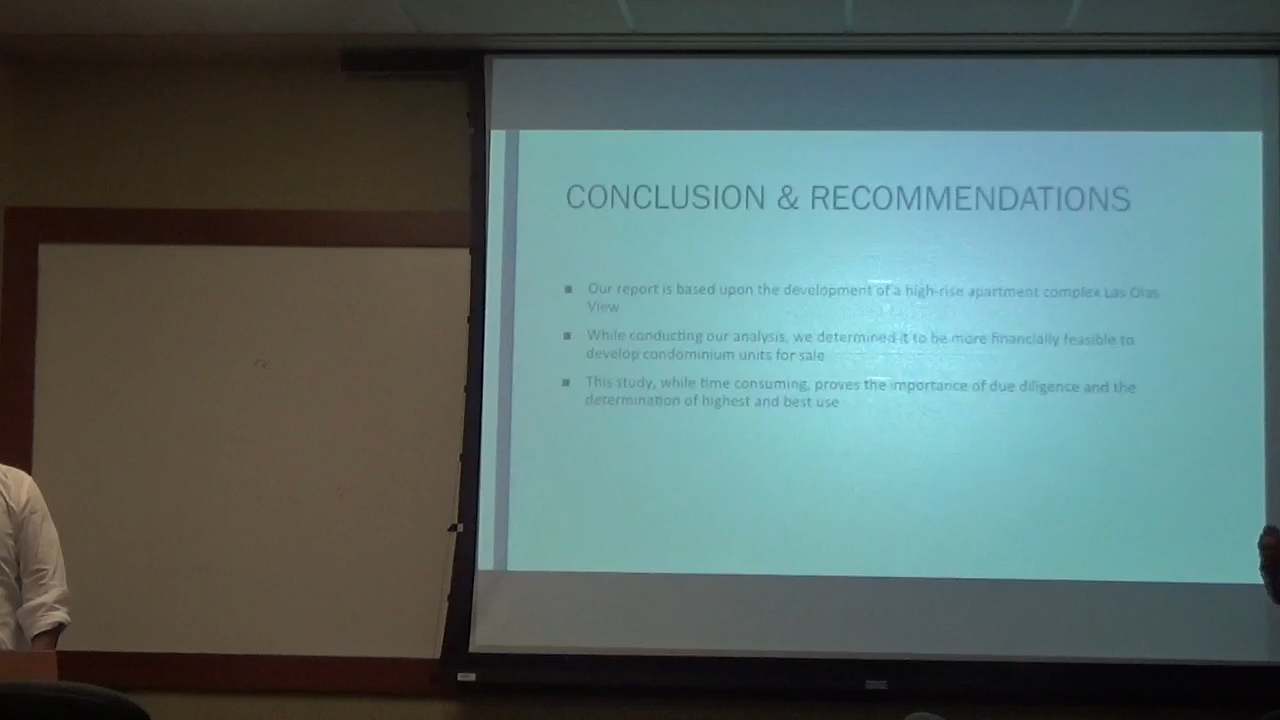 CONCLUSION & RECOMMENDATIONS
■ Our report is based upon the development of a high-rise apartment complex Las Olas
View
■ While conducting our analysis, we determined it to be more financially feasible to
develop condominium units for sale
■ This study, while time consuming, proves the importance of due diligence and the
determination of highest and best use